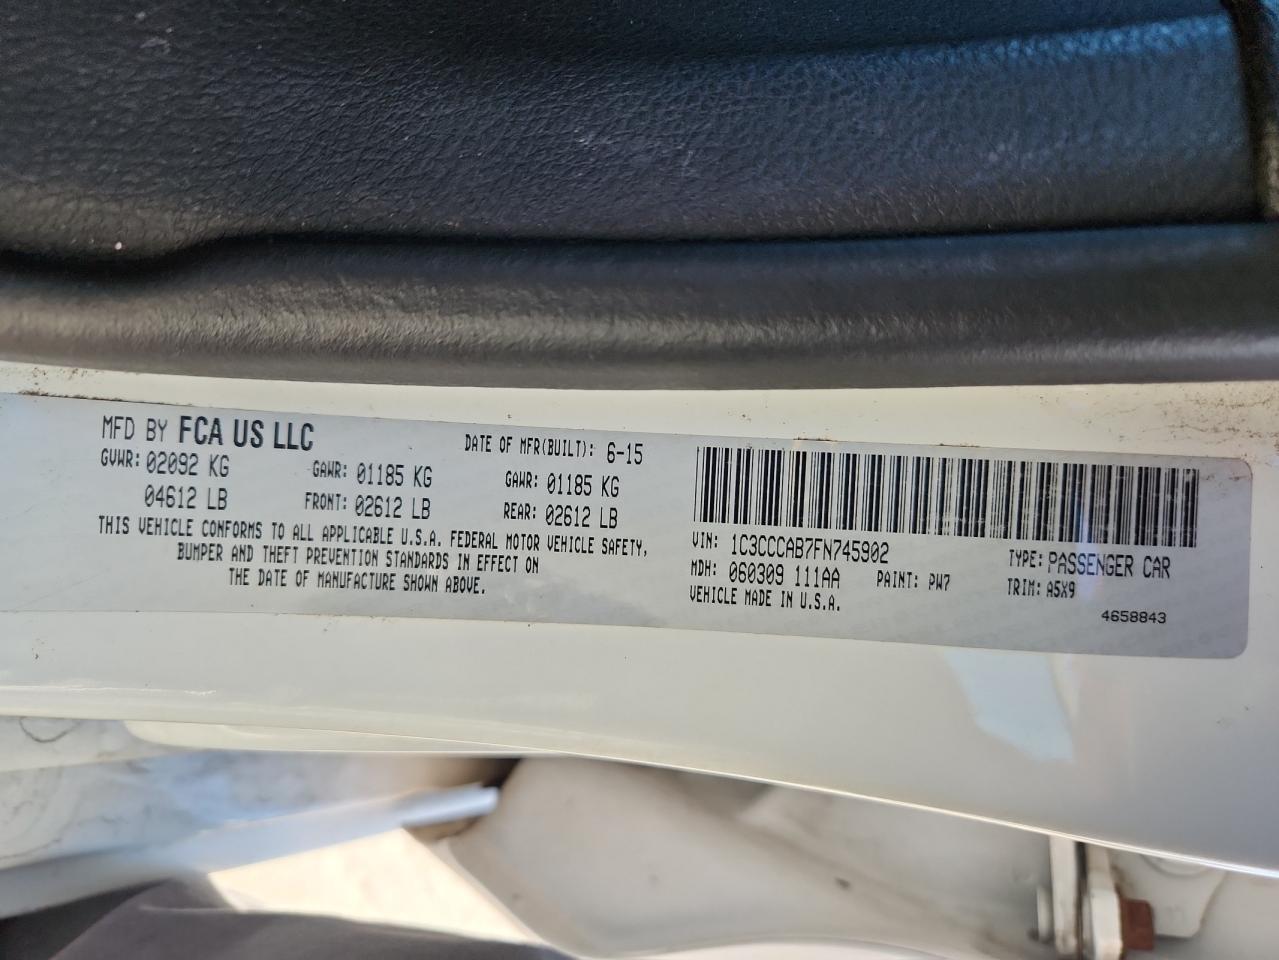 MFD BY FCA US LLC DATE OF MFR(BUILT): 6-15
GVWR: 02092 KG GAWR: 01185 KG GAWR: 01185 KG
04612 LB FRONT: 02612 LB REAR: 02612 LB
THIS VEHICLE CONFORMS TO ALL APPLICABLE U.S.A. FEDERAL MOTOR VEHICLE SAFETY,
BUMPER AND THEFT PREVENTION STANDARDS IN EFFECT ON
THE DATE OF MANUFACTURE SHOWN ABOVE.
VIN: 1C3CCCAB7FN745902 TYPE: PASSENGER CAR
MDH: 060309 111AA PAINT: PW7 TRIM: A5X9
VEHICLE MADE IN U.S.A.
4658843